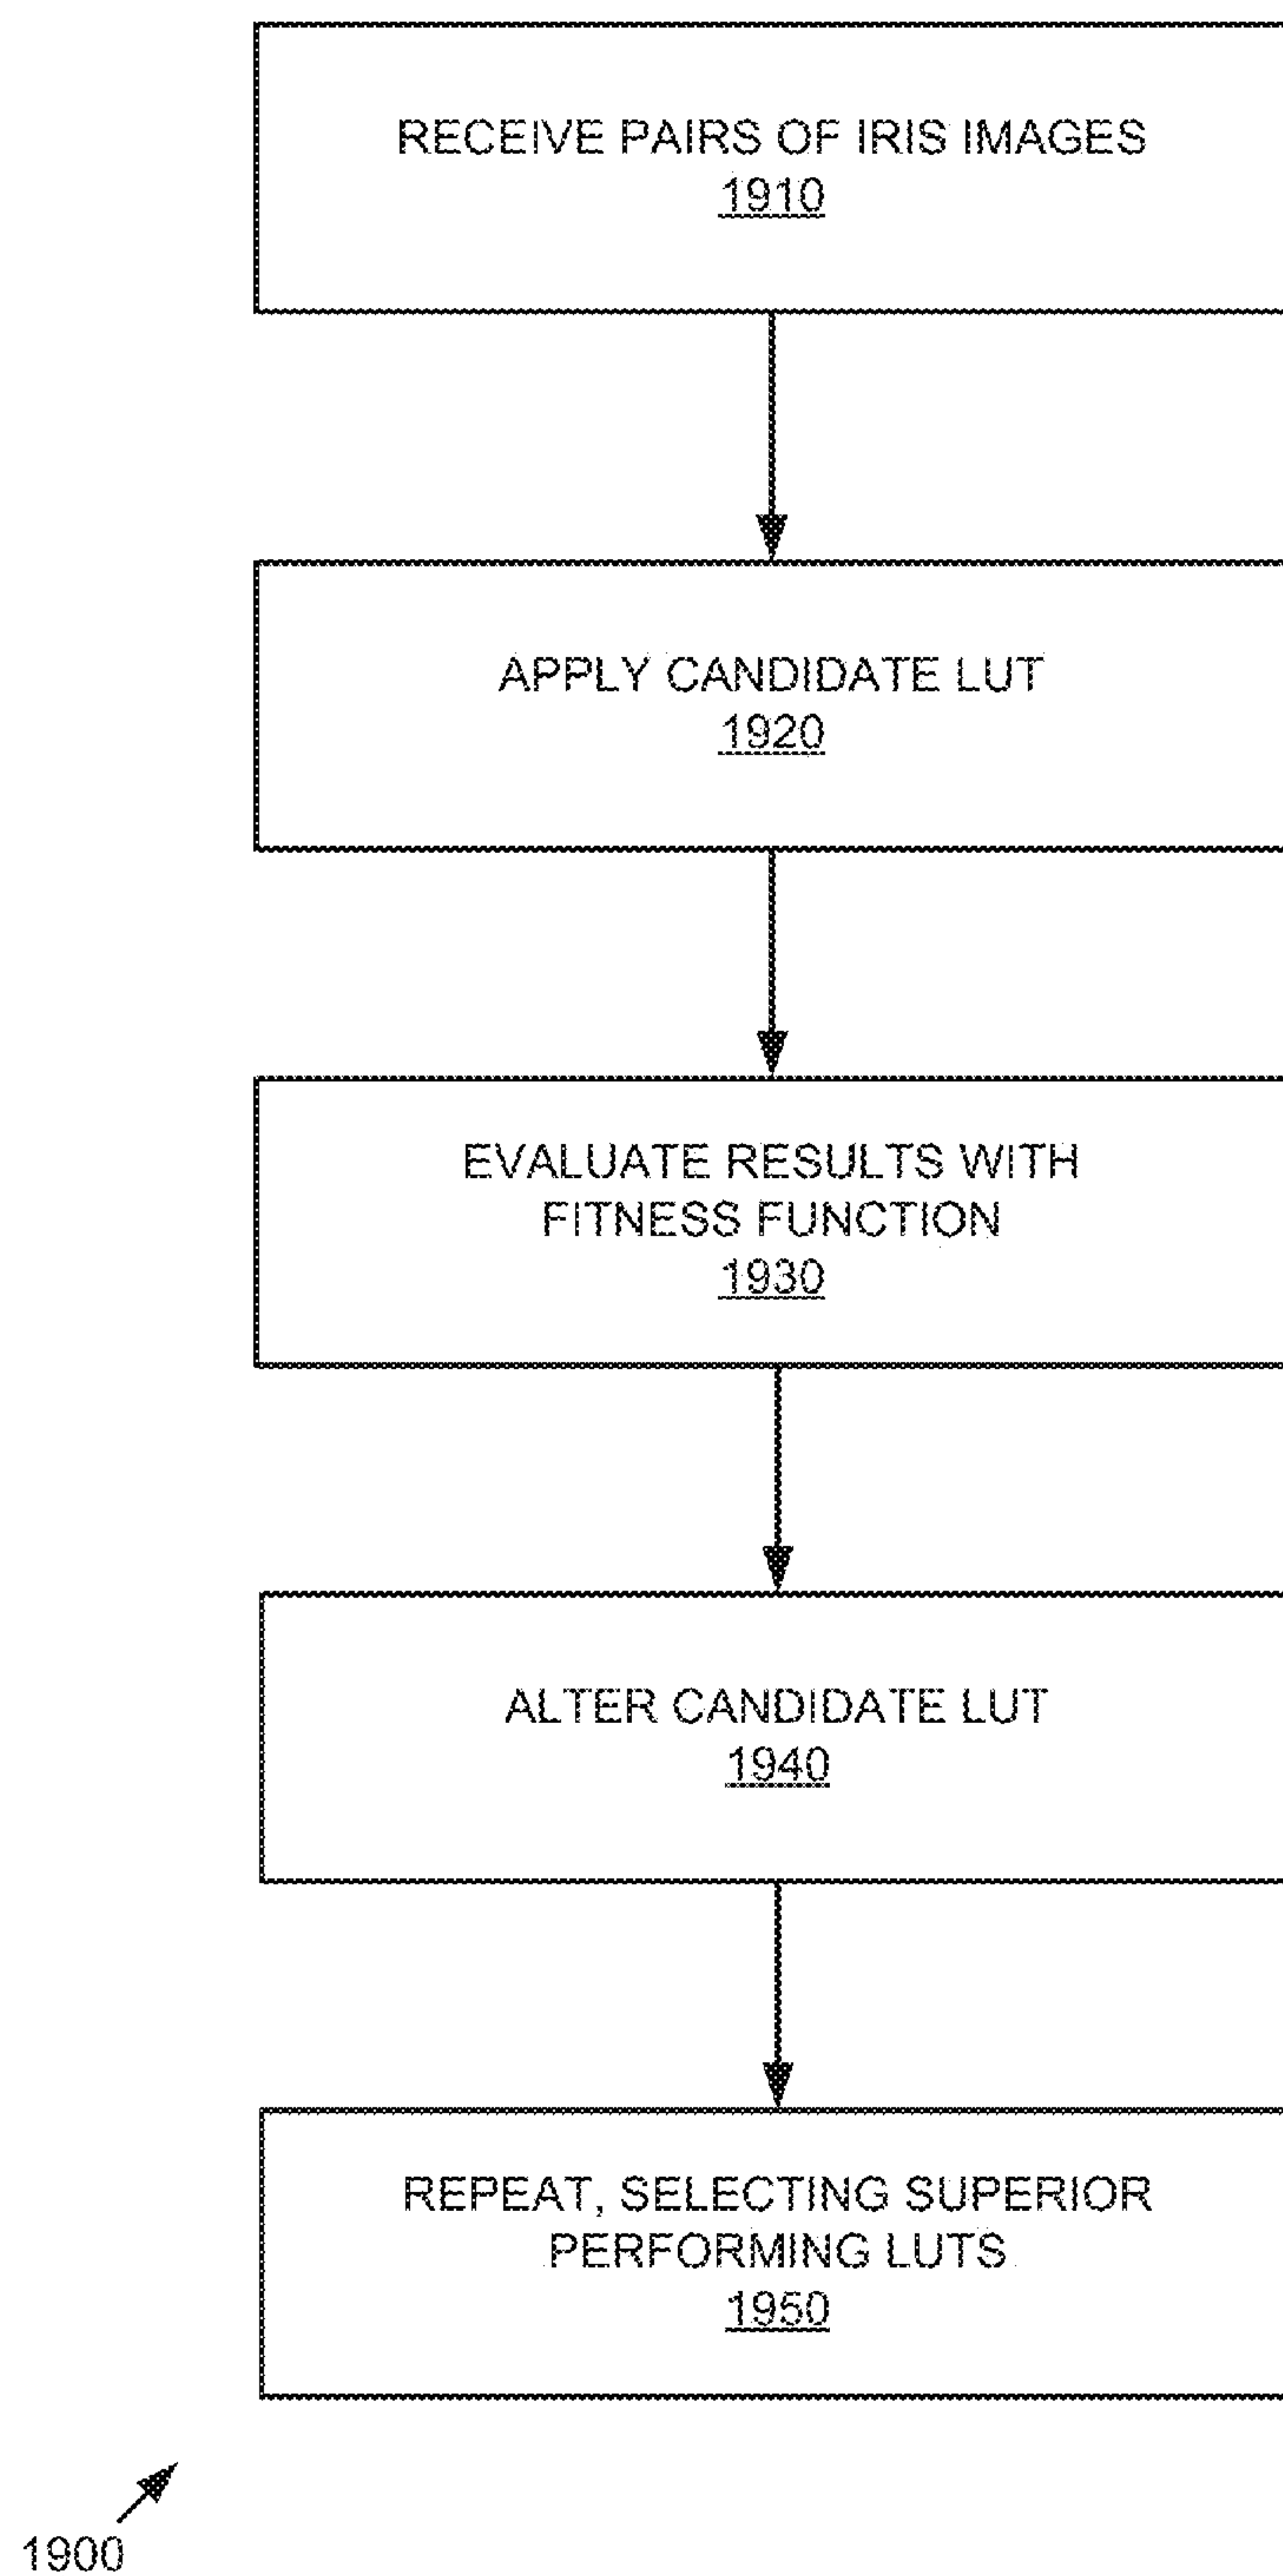 RECEIVE PAIRS OF IRIS IMAGES
1910
APPLY CANDIDATE LUT
1920
EVALUATE RESULTS WITH
FITNESS FUNCTION
1930
ALTER CANDIDATE LUT
1940
REPEAT, SELECTING SUPERIOR
PERFORMING LUTS
1950
1900